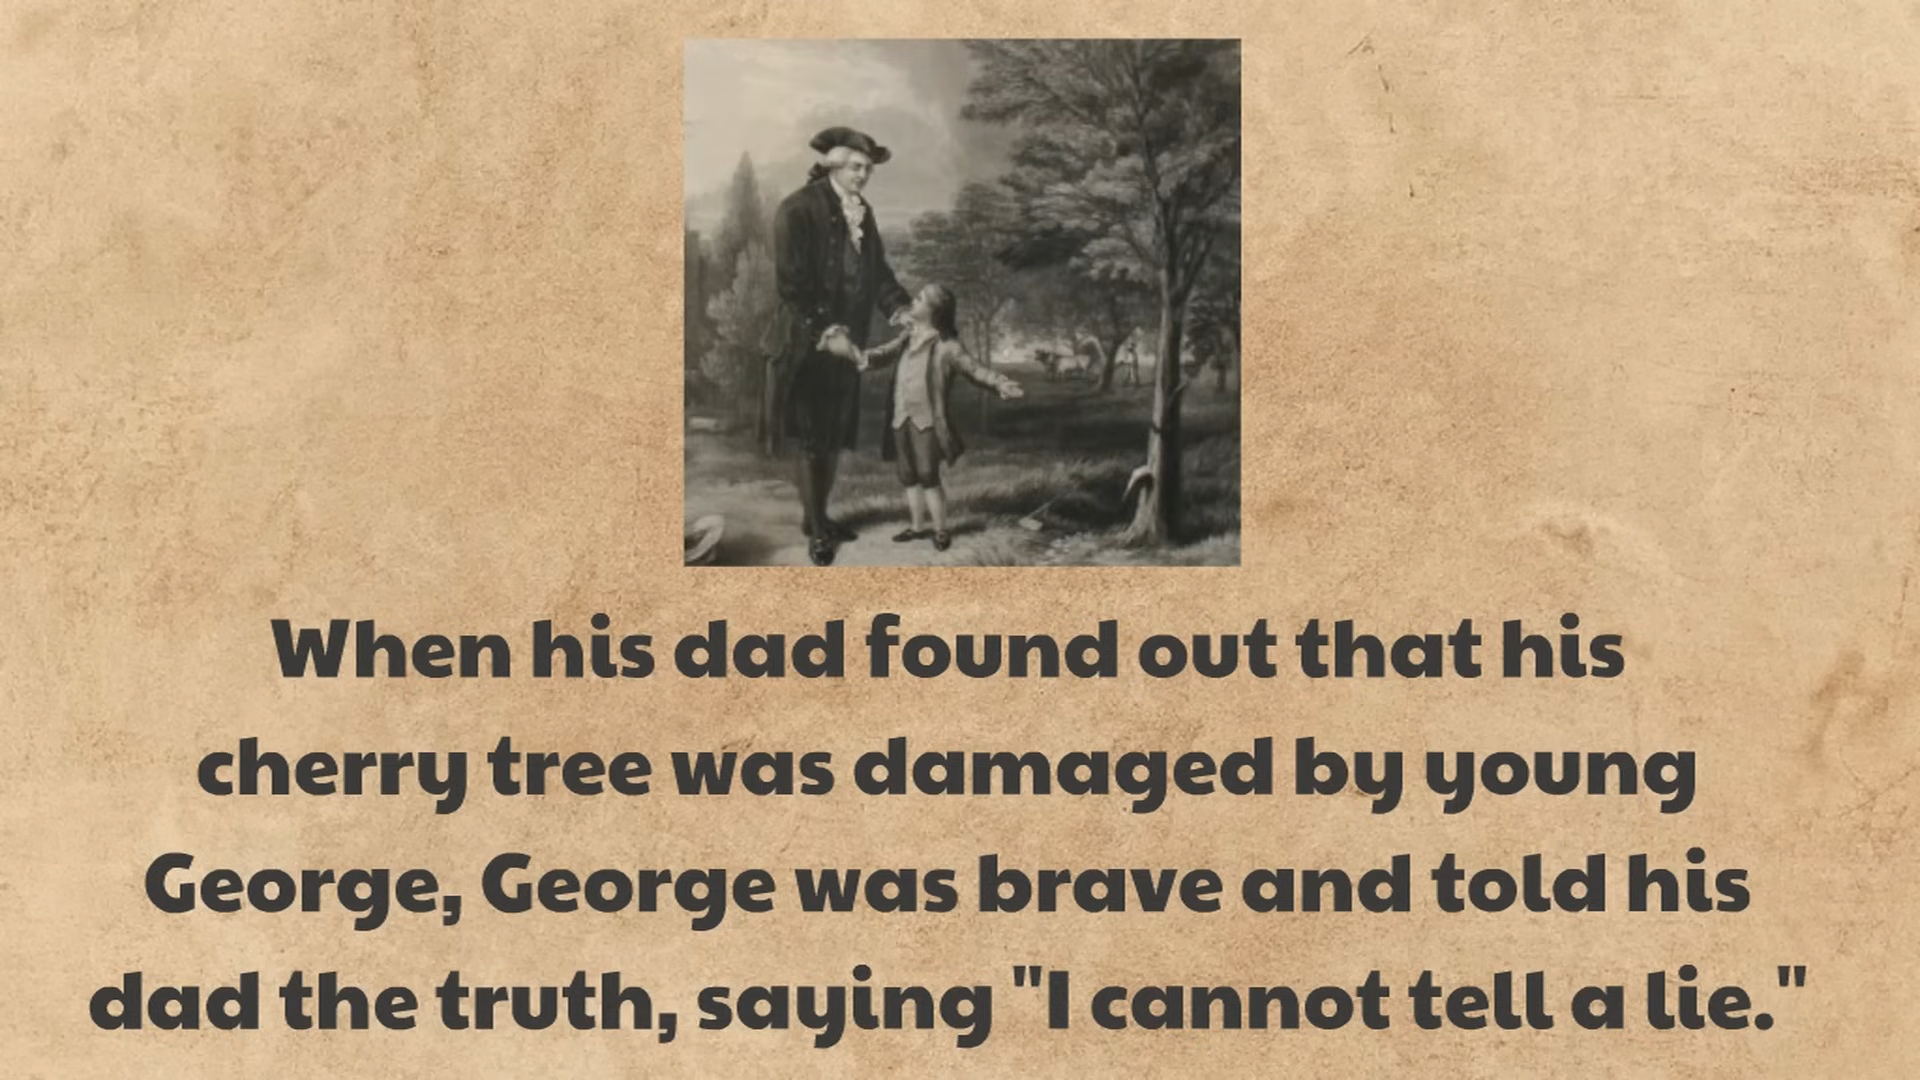 When his dad found out that his
cherry tree was damaged by young
George, George was brave and told his
dad the truth, saying "I cannot tell a lie."